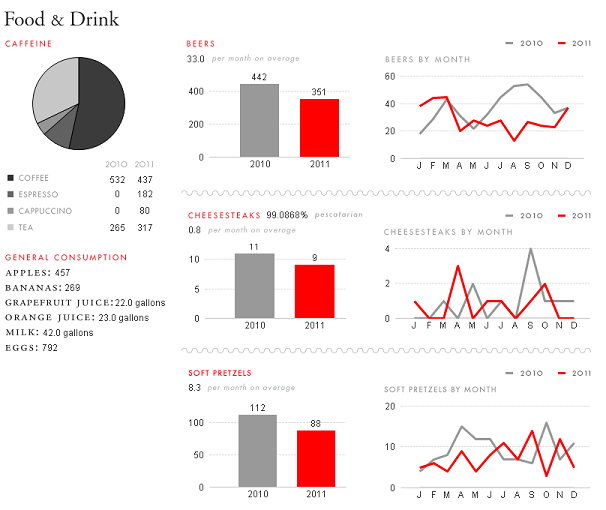 Food & Drink
CAFFEINE
2010 2011
COFFEE 532 437
ESPRESSO 0 182
CAPPUCCINO 0 80
TEA 265 317
GENERAL CONSUMPTION
APPLES: 457
BANANAS: 269
GRAPEFRUIT JUICE:22.0 gallons
ORANGE JUICE: 23.0 gallons
MILK: 42.0 gallons
EGGS: 792
BEERS
33.0 per month on average
442
351
400
200
0
2010 2011
2010 2011
BEERS BY MONTH
60
40
20
0
J F M A M J J A S O N D
CHEESESTEAKS 99.0868% pescatarian
0.8 per month on average
11
9
10
5
0
2010 2011
2010 2011
CHEESESTEAKS BY MONTH
4
2
0
J F M A M J J A S O N D
SOFT PRETZELS
8.3 per month on average
112
88
100
50
0
2010 2011
2010 2011
SOFT PRETZELS BY MONTH
20
10
0
J F M A M J J A S O N D